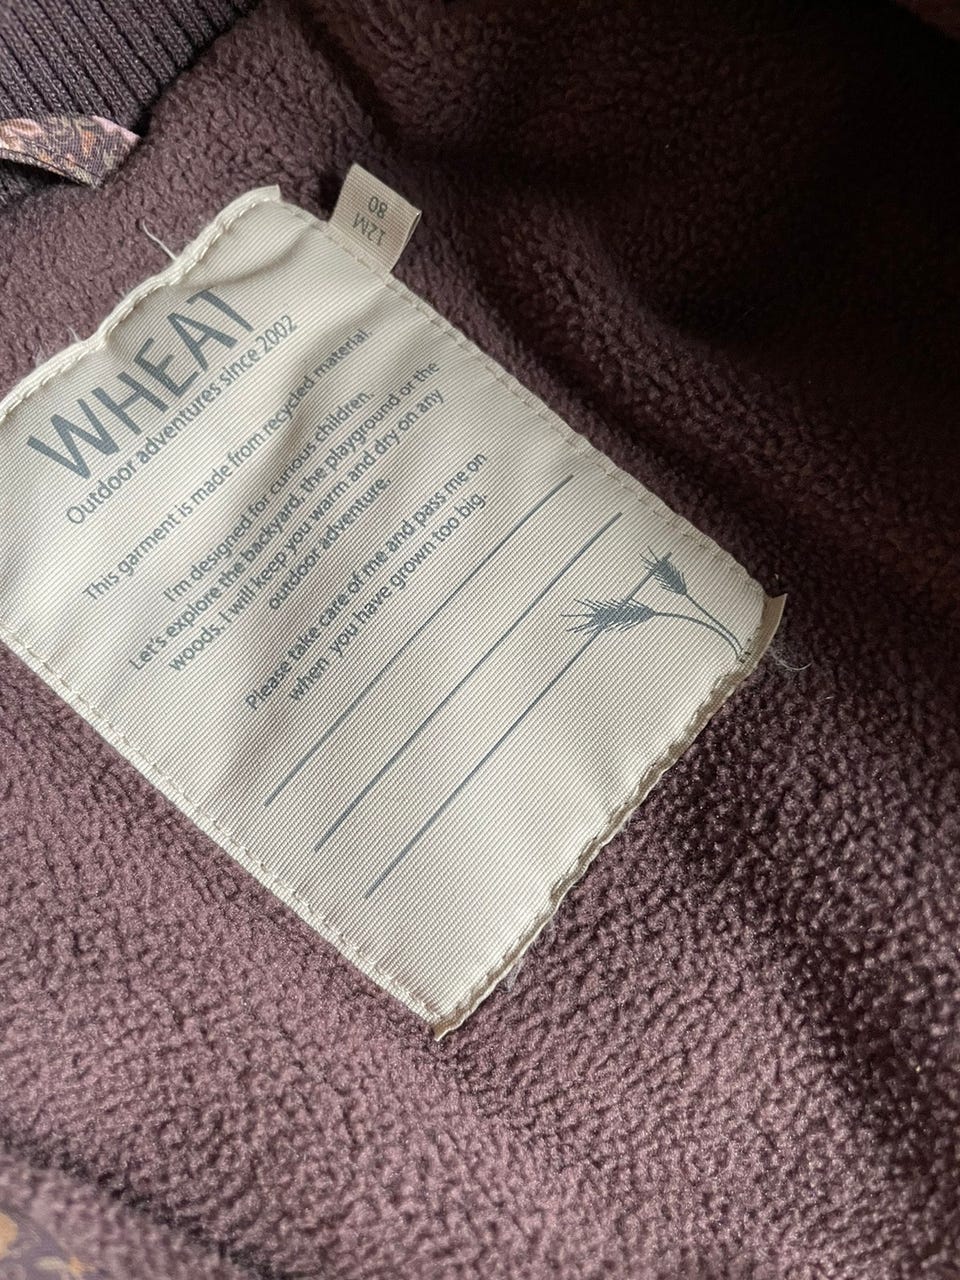 WHEAT
Outdoor adventures since 2002
This garment is made from recycled material.
I'm designed for curious children.
Let's explore the backyard, the playground or the
woods. I will keep you warm and dry on any
outdoor adventure.
Please take care of me and pass me on
when you have grown too big.
12M
80